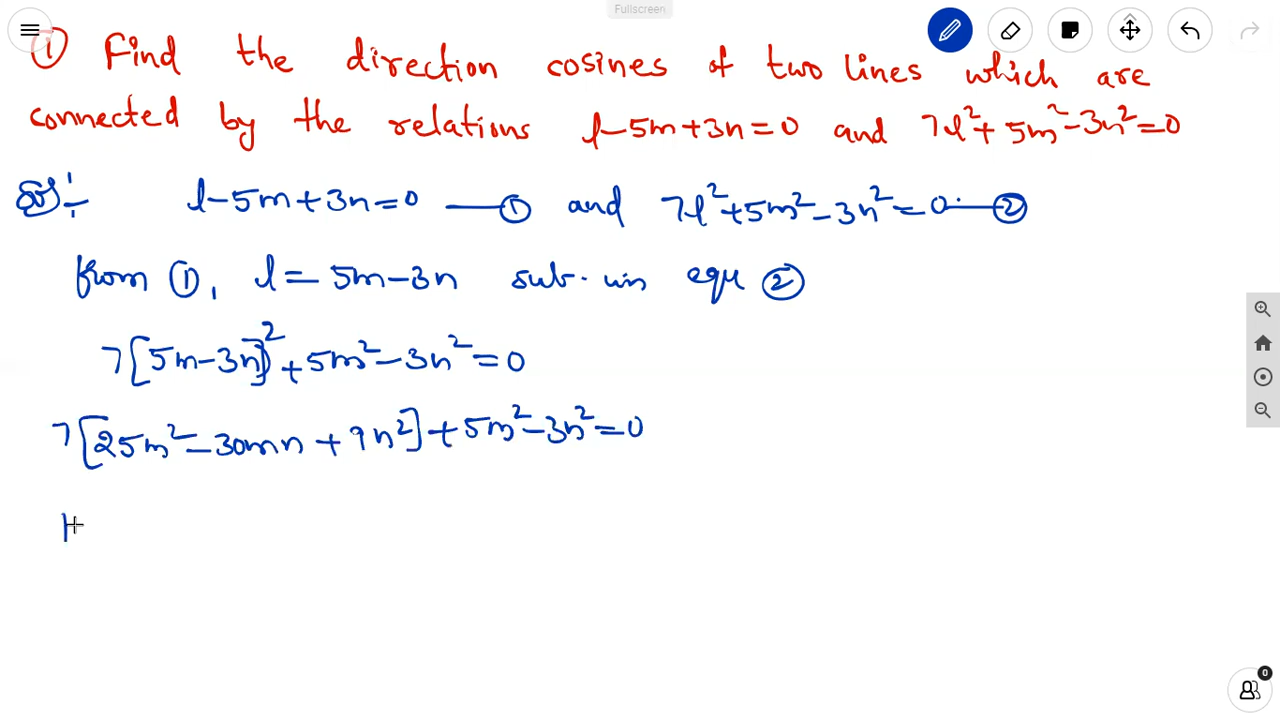 Fullscreen
① Find the direction cosines of two lines which are
connected by the relations l-5m+3n=0 and 7l²+5m²-3n²=0
Sol:- l-5m+3n=0 —① and 7l²+5m²-3n²=0 —②
from ①, l=5m-3n sub. in equ ②
7[5m-3n]²+5m²-3n²=0
7[25m²-30mn+9n²]+5m²-3n²=0
0